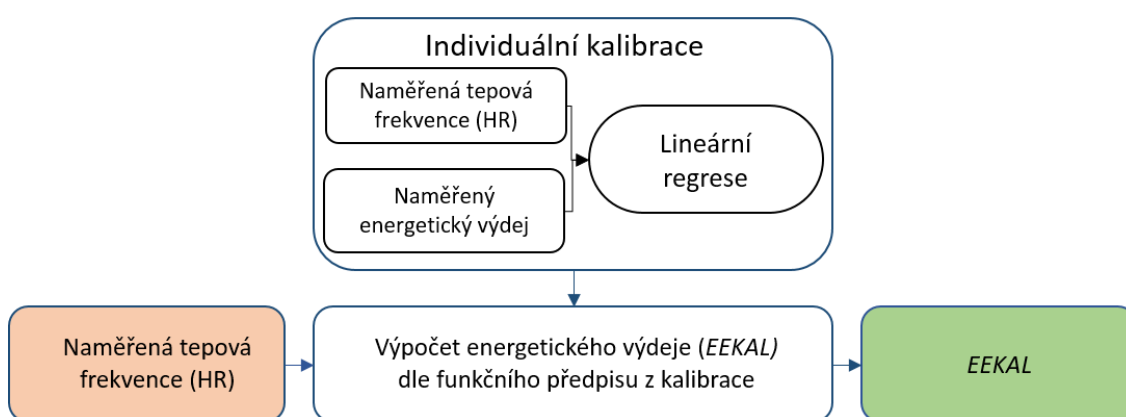 Individuální kalibrace
Naměřená tepová
frekvence (HR)
Naměřený
energetický výdej
Lineární
regrese
Naměřená tepová
frekvence (HR)
Výpočet energetického výdeje (EEKAL)
dle funkčního předpisu z kalibrace
EEKAL